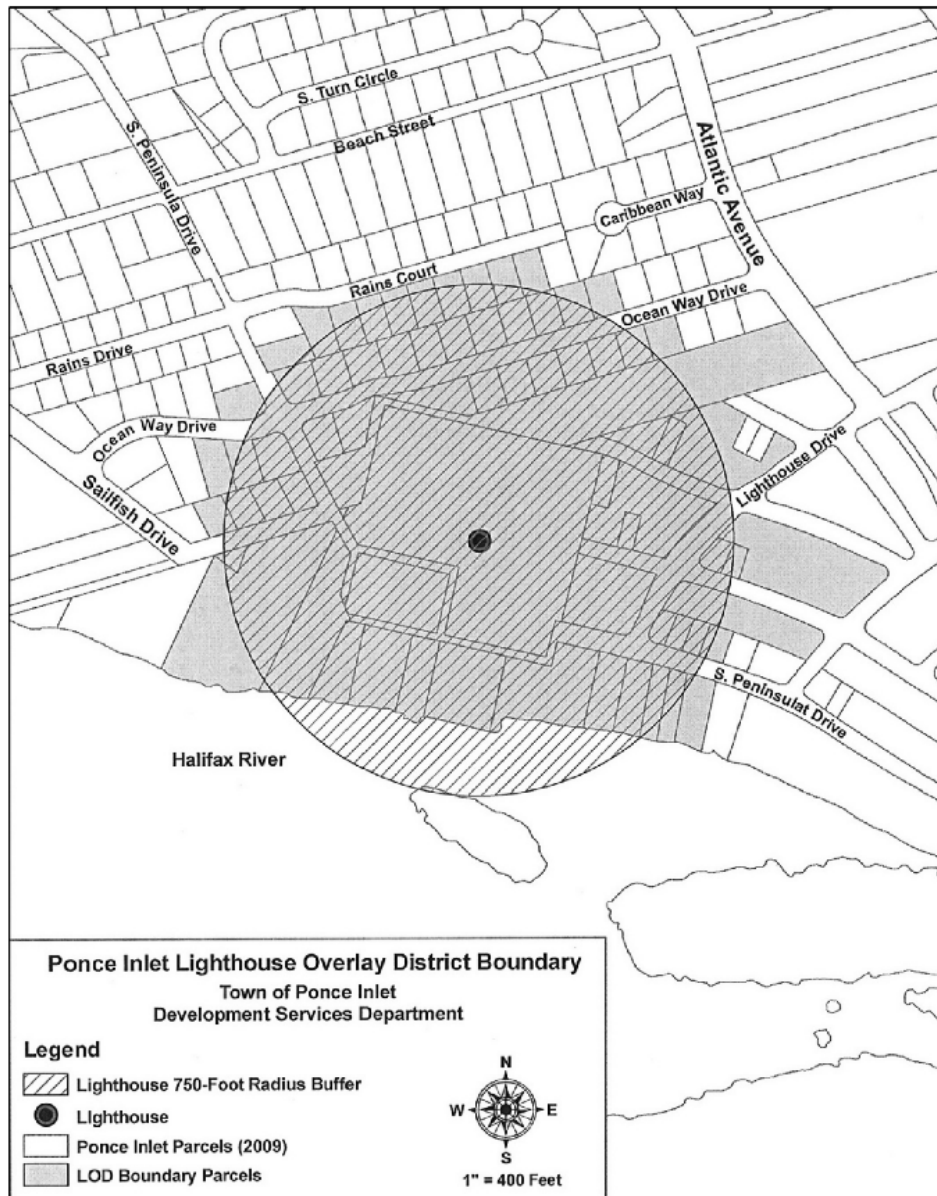 S. Turn Circle
Beach Street
S. Peninsula Drive
Atlantic Avenue
Caribbean Way
Rains Court
Ocean Way Drive
Rains Drive
Ocean Way Drive
Lighthouse Drive
Sailfish Drive
S. Peninsulat Drive
Halifax River
Ponce Inlet Lighthouse Overlay District Boundary
Town of Ponce Inlet
Development Services Department
Legend
Lighthouse 750-Foot Radius Buffer
Lighthouse
Ponce Inlet Parcels (2009)
LOD Boundary Parcels
N
W E
S
1" = 400 Feet